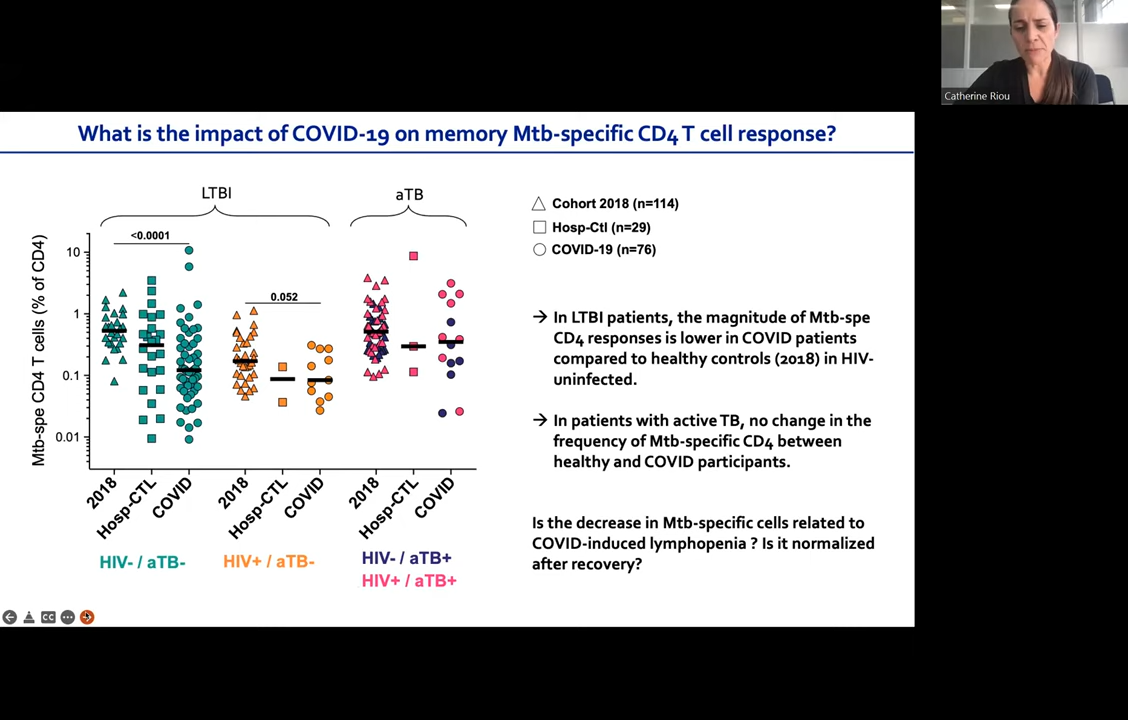 Catherine Riou
What is the impact of COVID-19 on memory Mtb-specific CD4 T cell response?
LTBI
aTB
<0.0001
0.052
Mtb-spe CD4 T cells (% of CD4)
10
1
0.1
0.01
2018
Hosp-CTL
COVID
2018
Hosp-CTL
COVID
2018
Hosp-CTL
COVID
HIV- / aTB-
HIV+ / aTB-
HIV- / aTB+
HIV+ / aTB+
Cohort 2018 (n=114)
Hosp-Ctl (n=29)
COVID-19 (n=76)
→ In LTBI patients, the magnitude of Mtb-spe
CD4 responses is lower in COVID patients
compared to healthy controls (2018) in HIV-
uninfected.
→ In patients with active TB, no change in the
frequency of Mtb-specific CD4 between
healthy and COVID participants.
Is the decrease in Mtb-specific cells related to
COVID-induced lymphopenia ? Is it normalized
after recovery?
CC